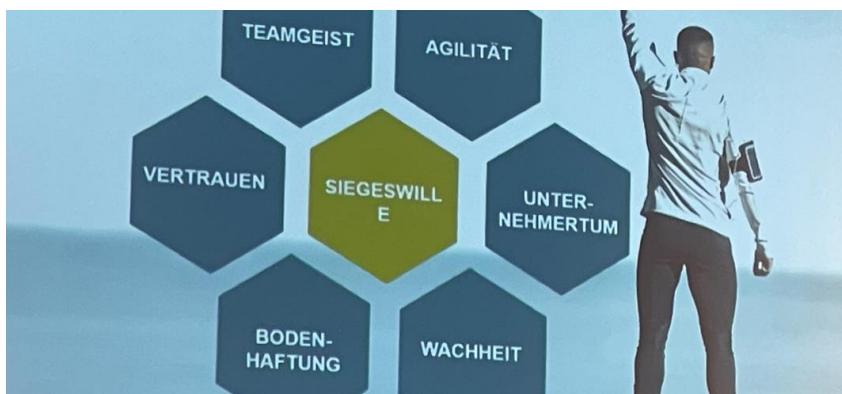 TEAMGEIST
AGILITÄT
VERTRAUEN
SIEGESWILL
E
UNTER-
NEHMERTUM
BODEN-
HAFTUNG
WACHHEIT